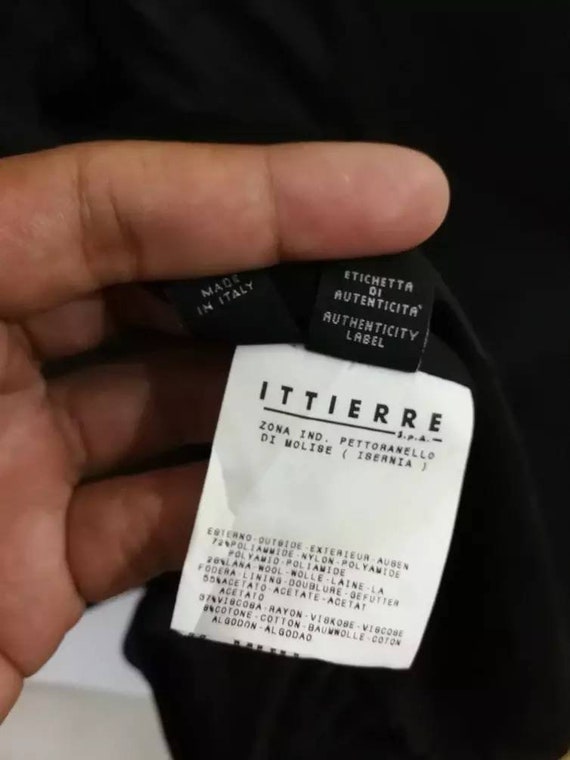 MADE
IN ITALY
ETICHETTA
DI
AUTENTICITA'
AUTHENTICITY
LABEL
ITTIERRE
S.p.A.
ZONA IND. PETTORANELLO
DI MOLISE ( ISERNIA )
ESTERNO-OUTSIDE-EXTERIEUR-AUßEN
72%POLIAMMIDE-NYLON-POLYAMIDE
POLYAMID-POLIAMIDE
28%LANA-WOOL-WOLLE-LAINE-LA
FODERA-LINING-DOUBLURE-GEFUTTER
55%ACETATO-ACETATE-ACETAT
ACETATO
37%VISCOSA-RAYON-VISKOSE-VISCOSE
8%COTONE-COTTON-BAUMWOLLE-COTON
ALGODON-ALGODAO